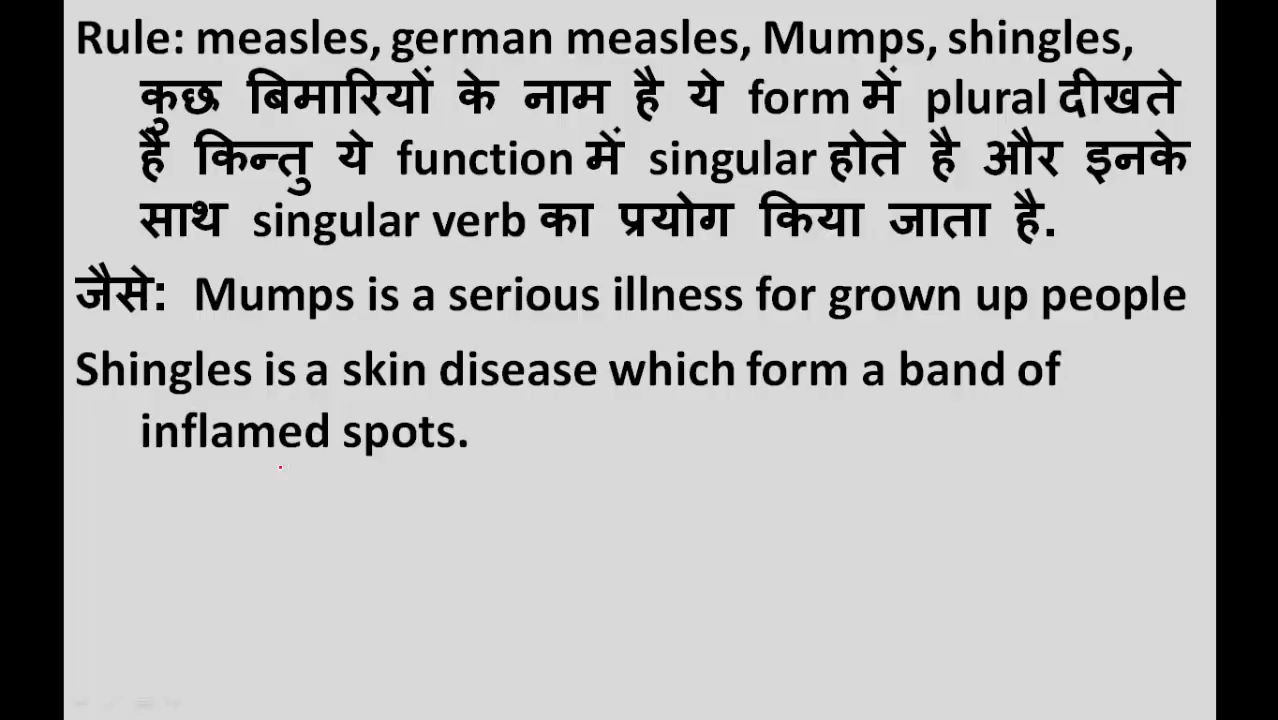 Rule: measles, german measles, Mumps, shingles,
कुछ बिमारियों के नाम है ये form में plural दीखते
है किन्तु ये function में singular होते है और इनके
साथ singular verb का प्रयोग किया जाता है.
जैसे: Mumps is a serious illness for grown up people
Shingles is a skin disease which form a band of
inflamed spots.